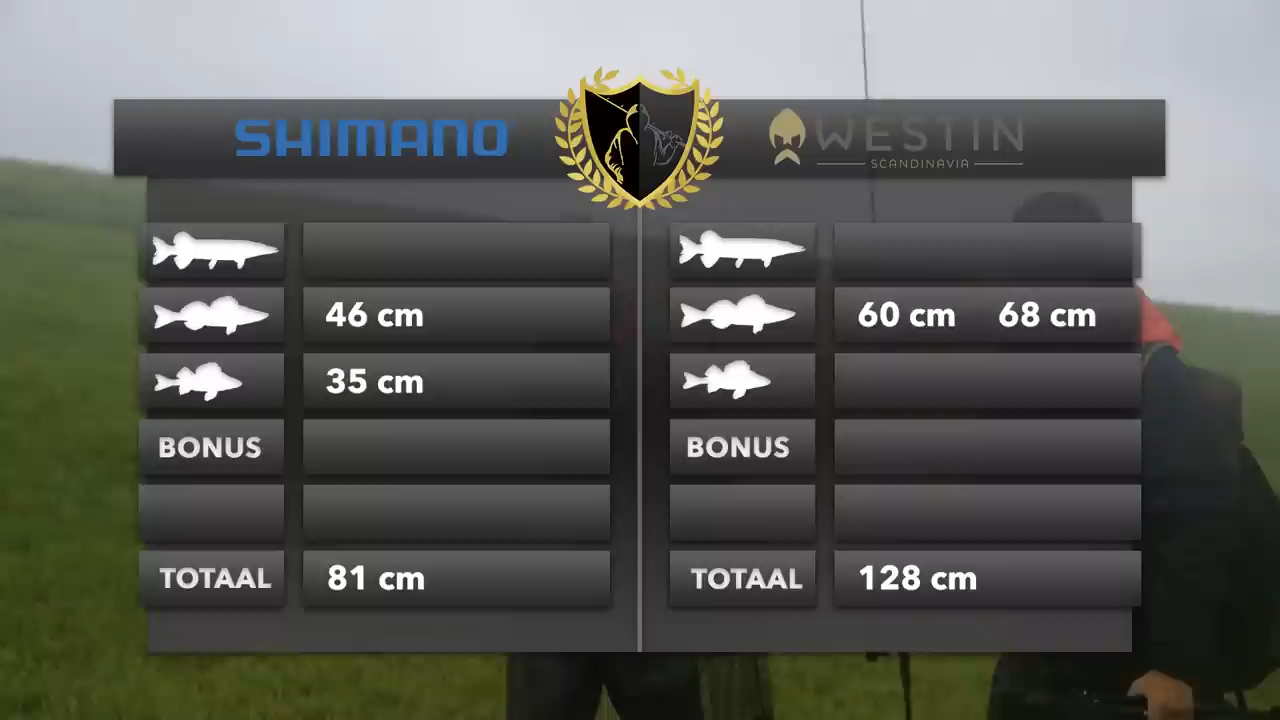 SHIMANO
WESTIN
SCANDINAVIA
46 cm
60 cm 68 cm
35 cm
BONUS
BONUS
TOTAAL 81 cm
TOTAAL 128 cm